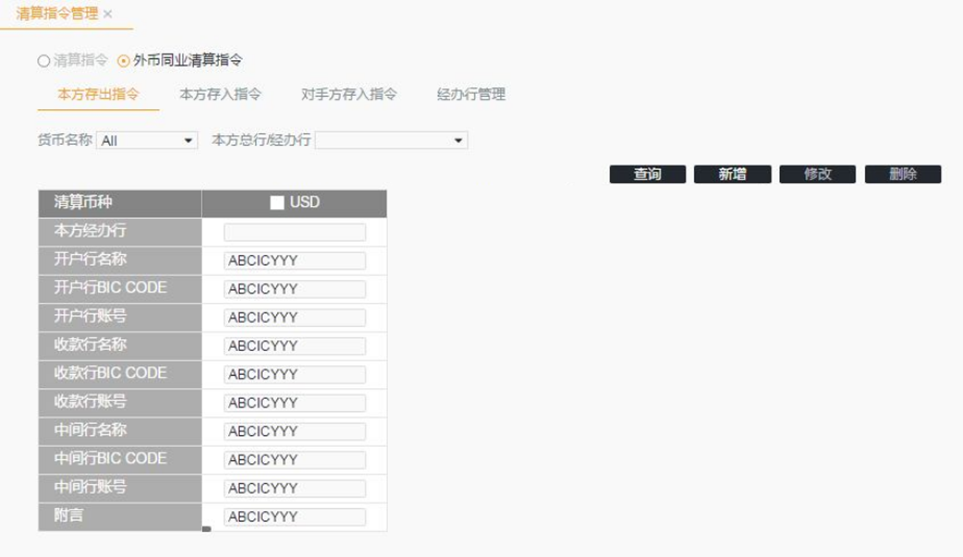 清算指令管理 ×
清算指令 外币同业清算指令
本方存出指令 本方存入指令 对手方存入指令 经办行管理
货币名称 All 本方总行/经办行
查询 新增 修改 删除
清算币种 USD
本方经办行
开户行名称 ABCICYYY
开户行BIC CODE ABCICYYY
开户行账号 ABCICYYY
收款行名称 ABCICYYY
收款行BIC CODE ABCICYYY
收款行账号 ABCICYYY
中间行名称 ABCICYYY
中间行BIC CODE ABCICYYY
中间行账号 ABCICYYY
附言 ABCICYYY